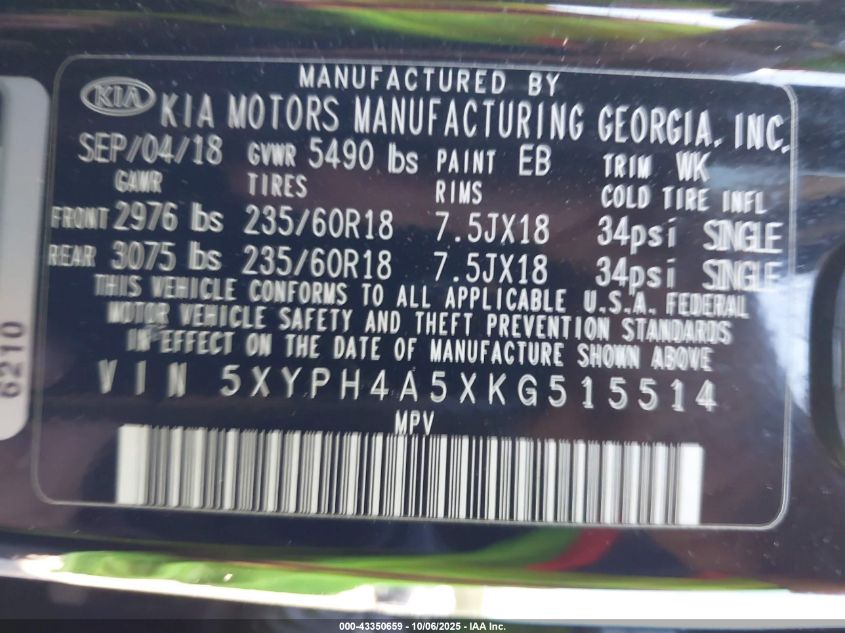 MANUFACTURED BY
KIA KIA MOTORS MANUFACTURING GEORGIA, INC.
SEP/04/18 GVWR 5490 lbs PAINT EB TRIM WK
GAWR TIRES RIMS COLD TIRE INFL
FRONT 2976 lbs 235/60R18 7.5JX18 34psi SINGLE
REAR 3075 lbs 235/60R18 7.5JX18 34psi SINGLE
THIS VEHICLE CONFORMS TO ALL APPLICABLE U.S.A. FEDERAL
MOTOR VEHICLE SAFETY AND THEFT PREVENTION STANDARDS
IN EFFECT ON THE DATE OF MANUFACTURE SHOWN ABOVE
VIN 5XYPH4A5XKG515514
MPV
6210
000-43350659 - 10/06/2025 - IAA Inc.